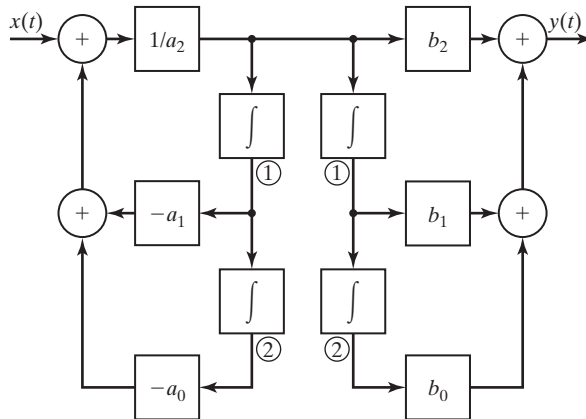 x(t) + 1/a₂ b₂ + y(t)
∫ ∫
① ①
+ −a₁ b₁ +
∫ ∫
② ②
−a₀ b₀